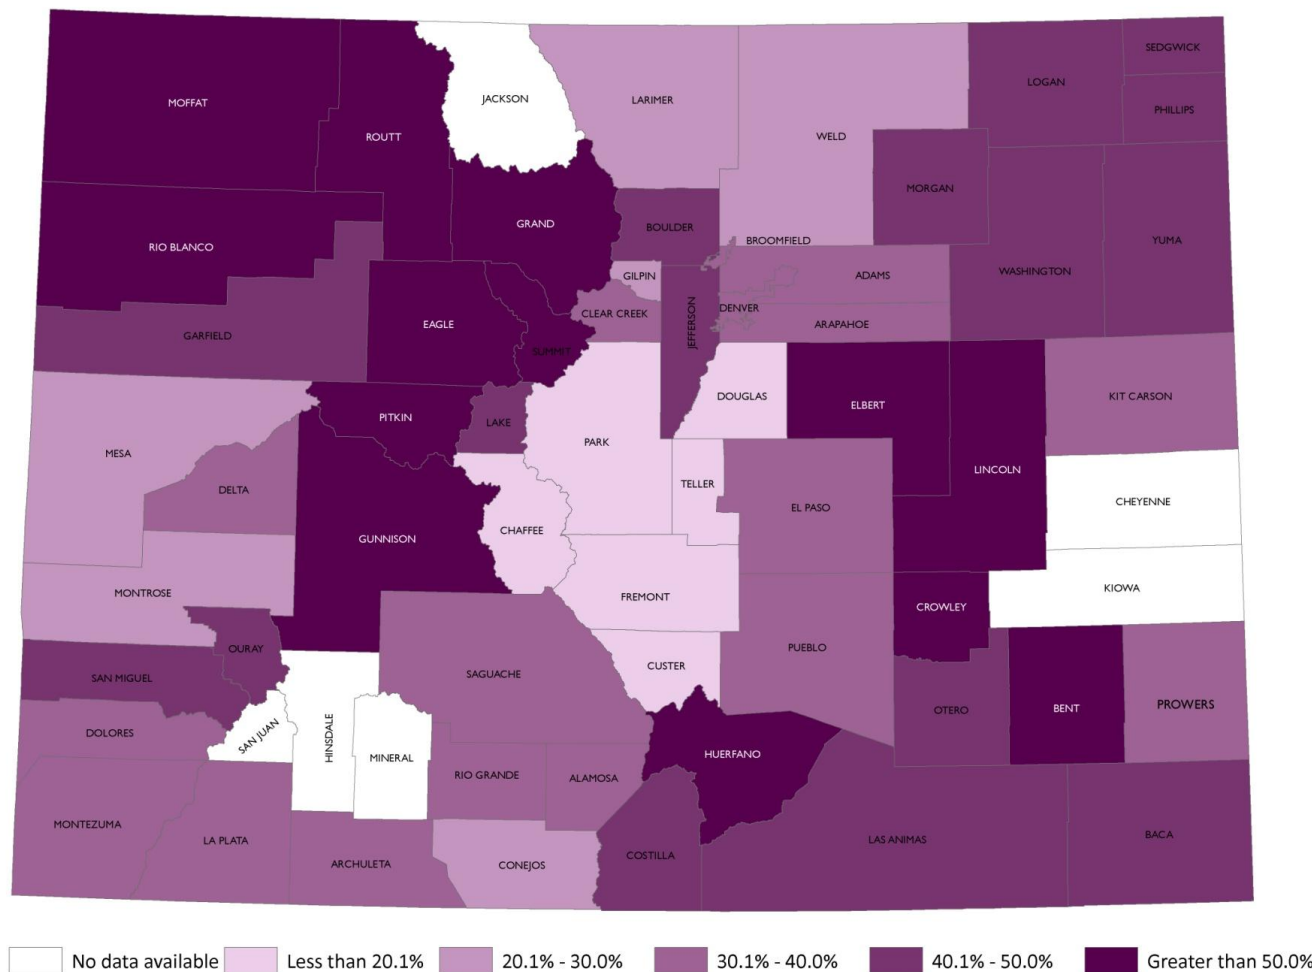 SEDGWICK
LOGAN
MOFFAT
JACKSON
LARIMER
PHILLIPS
ROUTT
WELD
MORGAN
GRAND
BOULDER
YUMA
RIO BLANCO
BROOMFIELD
WASHINGTON
GILPIN
ADAMS
DENVER
CLEAR CREEK
EAGLE
ARAPAHOE
JEFFERSON
GARFIELD
SUMMIT
DOUGLAS
KIT CARSON
ELBERT
PITKIN
LAKE
PARK
MESA
LINCOLN
TELLER
DELTA
CHEYENNE
EL PASO
CHAFFEE
GUNNISON
KIOWA
MONTROSE
FREMONT
CROWLEY
OURAY
PUEBLO
CUSTER
SAGUACHE
SAN MIGUEL
PROWERS
BENT
OTERO
DOLORES
SAN JUAN
HINSDALE
HUERFANO
MINERAL
RIO GRANDE
ALAMOSA
MONTEZUMA
BACA
LA PLATA
LAS ANIMAS
COSTILLA
ARCHULETA
CONEJOS
No data available
Less than 20.1%
20.1% - 30.0%
30.1% - 40.0%
40.1% - 50.0%
Greater than 50.0%